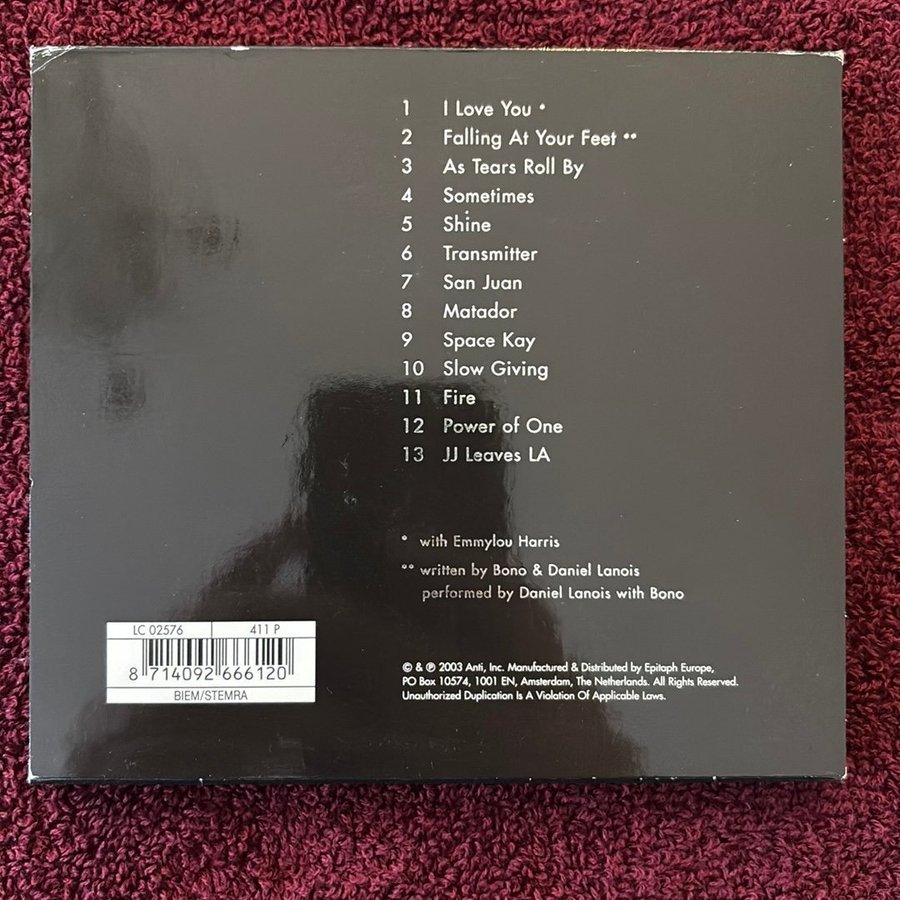 1 I Love You *
2 Falling At Your Feet **
3 As Tears Roll By
4 Sometimes
5 Shine
6 Transmitter
7 San Juan
8 Matador
9 Space Kay
10 Slow Giving
11 Fire
12 Power of One
13 JJ Leaves LA
* with Emmylou Harris
** written by Bono & Daniel Lanois
performed by Daniel Lanois with Bono
LC 02576 411 P
8 714092 666120
BIEM/STEMRA
© & ℗ 2003 Anti, Inc. Manufactured & Distributed by Epitaph Europe,
PO Box 10574, 1001 EN, Amsterdam, The Netherlands. All Rights Reserved.
Unauthorized Duplication Is A Violation Of Applicable Laws.